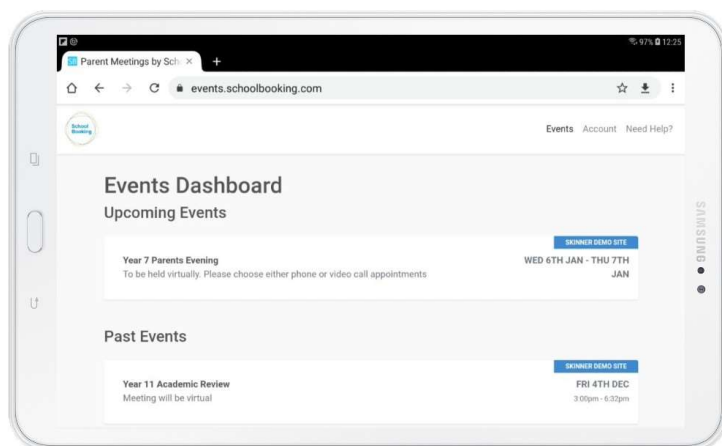 97% 12:25
SB Parent Meetings by Sch
events.schoolbooking.com
School
Booking
Events Account Need Help?
Events Dashboard
Upcoming Events
SKINNER DEMO SITE
Year 7 Parents Evening
WED 6TH JAN - THU 7TH
To be held virtually. Please choose either phone or video call appointments
JAN
Past Events
SKINNER DEMO SITE
Year 11 Academic Review
FRI 4TH DEC
Meeting will be virtual
3:00pm - 6:32pm
SAMSUNG